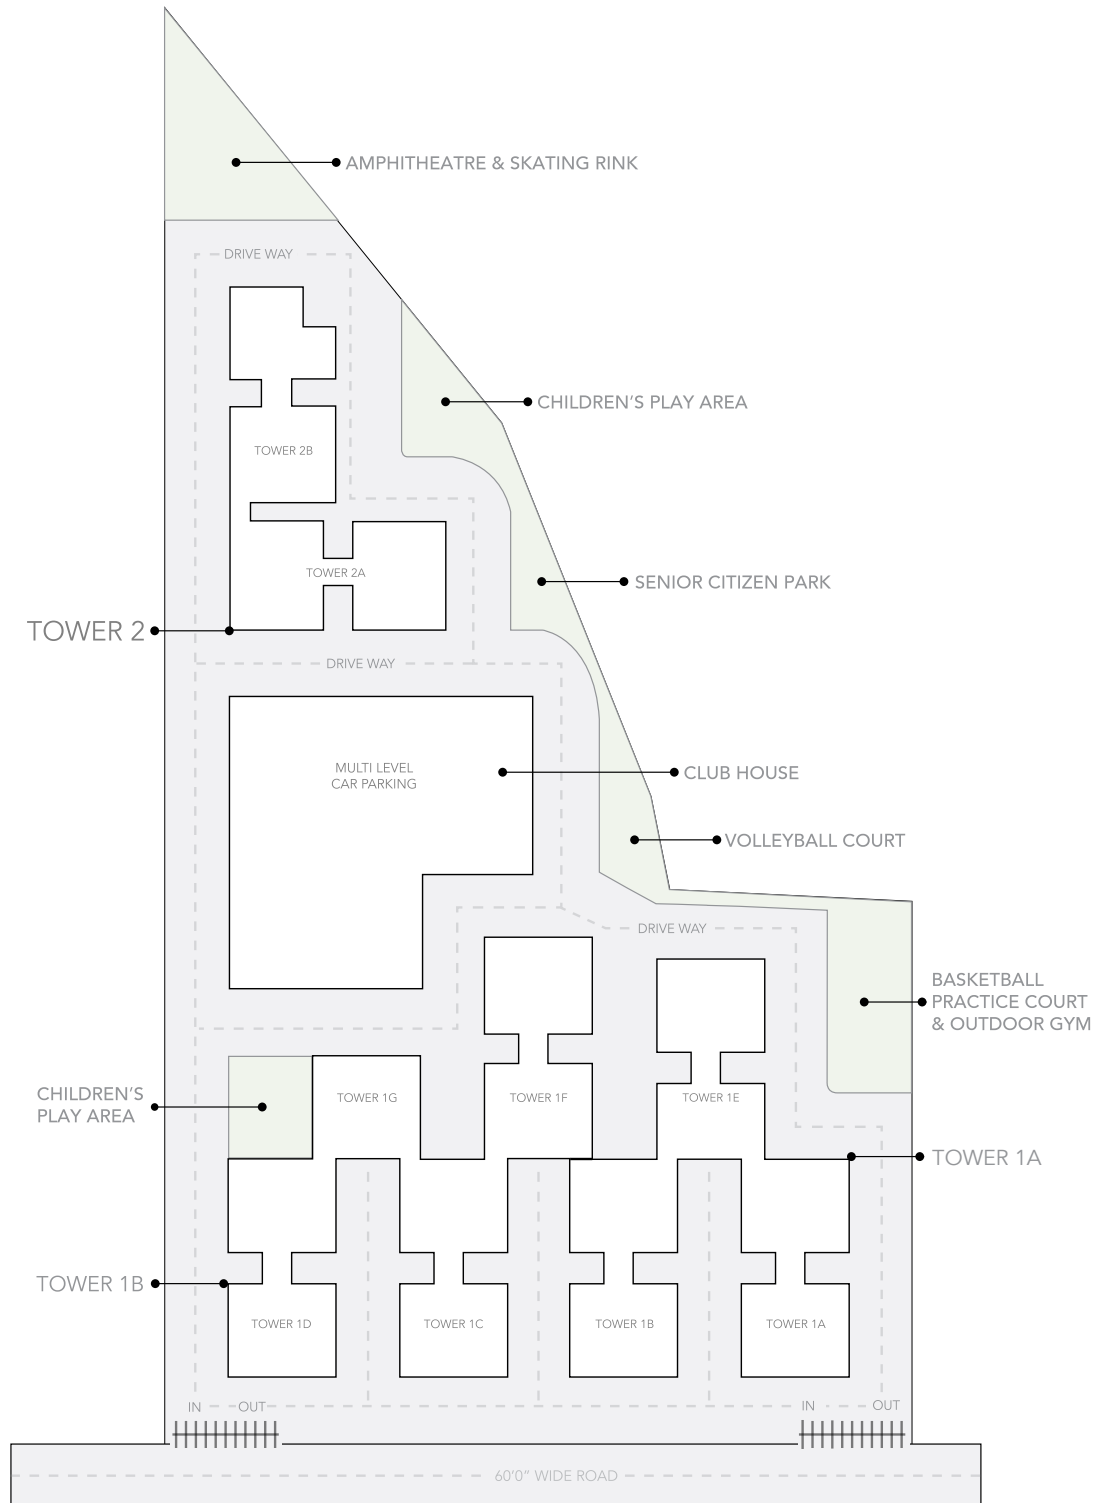 AMPHITHEATRE & SKATING RINK
DRIVE WAY
CHILDREN'S PLAY AREA
TOWER 2B
TOWER 2A
SENIOR CITIZEN PARK
TOWER 2
DRIVE WAY
MULTI LEVEL
CAR PARKING
CLUB HOUSE
VOLLEYBALL COURT
DRIVE WAY
BASKETBALL
PRACTICE COURT
& OUTDOOR GYM
CHILDREN'S
PLAY AREA
TOWER 1G
TOWER 1F
TOWER 1E
TOWER 1A
TOWER 1B
TOWER 1D
TOWER 1C
TOWER 1B
TOWER 1A
IN
OUT
IN
OUT
60'0" WIDE ROAD